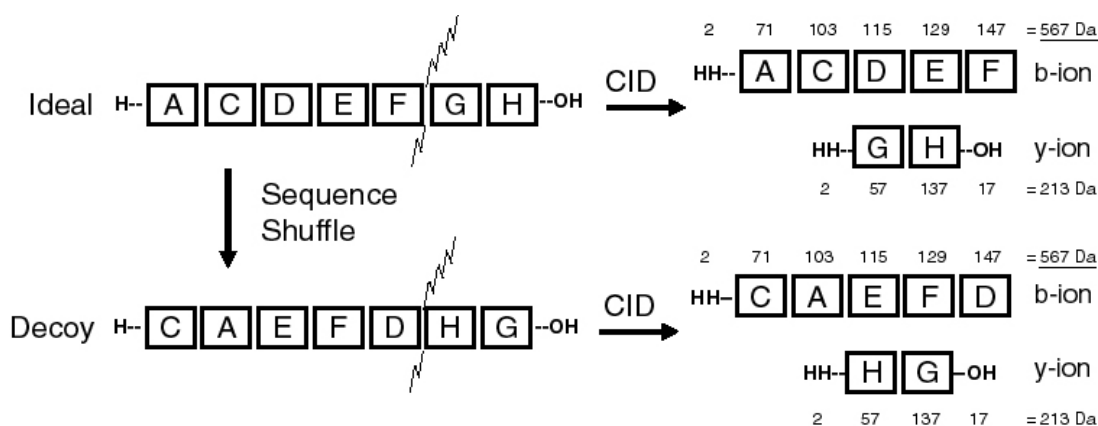 2 71 103 115 129 147 = 567 Da
HH-- A C D E F b-ion
Ideal H-- A C D E F G H --OH CID
HH-- G H --OH y-ion
2 57 137 17 = 213 Da
Sequence
Shuffle
2 71 103 115 129 147 = 567 Da
HH-- C A E F D b-ion
Decoy H-- C A E F D H G --OH CID
HH-- H G --OH y-ion
2 57 137 17 = 213 Da